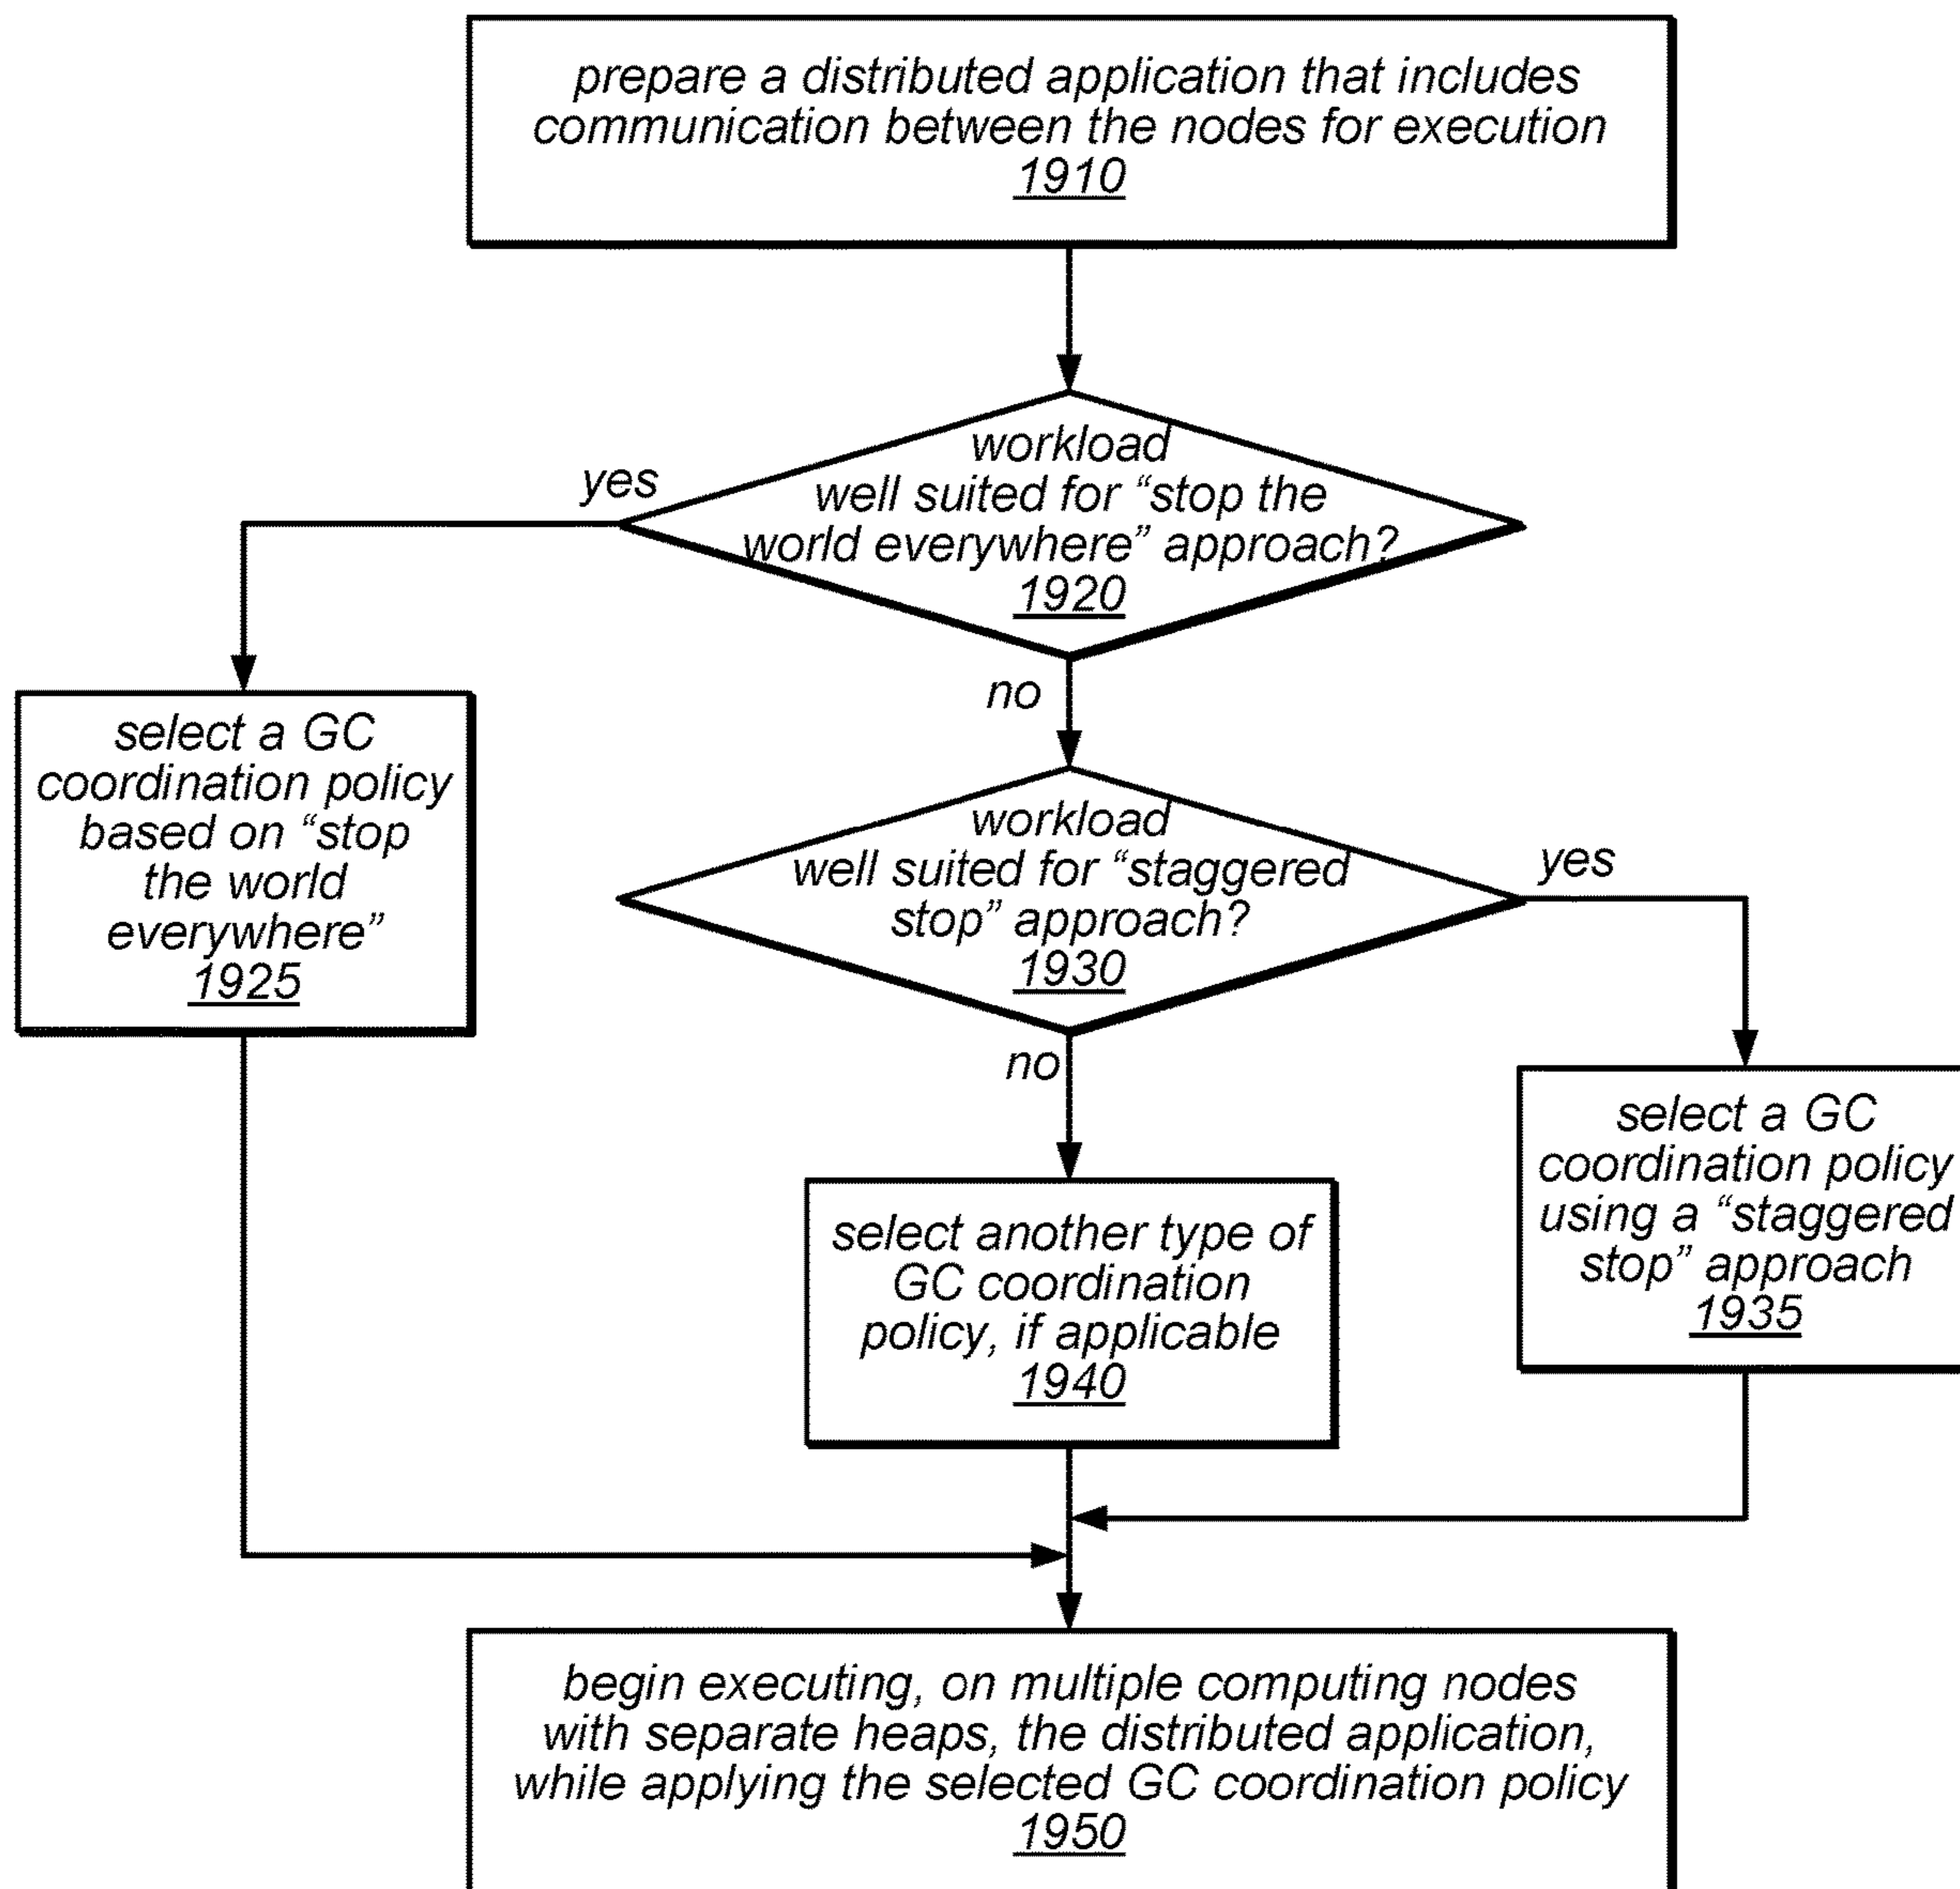 prepare a distributed application that includes
communication between the nodes for execution
1910
workload
well suited for “stop the
world everywhere” approach?
1920
yes
no
select a GC
coordination policy
based on “stop
the world
everywhere”
1925
workload
well suited for “staggered
stop” approach?
1930
yes
no
select a GC
coordination policy
using a “staggered
stop” approach
1935
select another type of
GC coordination
policy, if applicable
1940
begin executing, on multiple computing nodes
with separate heaps, the distributed application,
while applying the selected GC coordination policy
1950